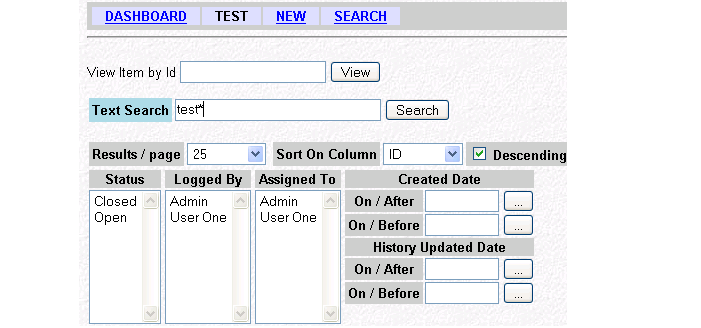 DASHBOARD TEST NEW SEARCH
View Item by Id View
Text Search test* Search
Results / page 25 Sort On Column ID Descending
Status Logged By Assigned To Created Date
Closed Admin Admin On / After ...
Open User One User One On / Before ...
History Updated Date
On / After ...
On / Before ...